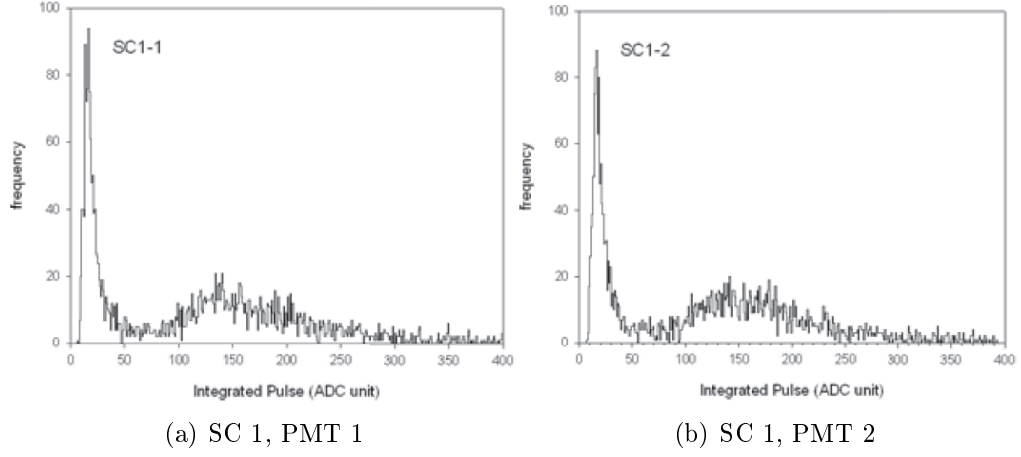 100
80
60
40
20
0
frequency
SC1-1
0 50 100 150 200 250 300 350 400
Integrated Pulse (ADC unit)
(a) SC 1, PMT 1
100
80
60
40
20
0
frequency
SC1-2
0 50 100 150 200 250 300 350 400
Integrated Pulse (ADC unit)
(b) SC 1, PMT 2